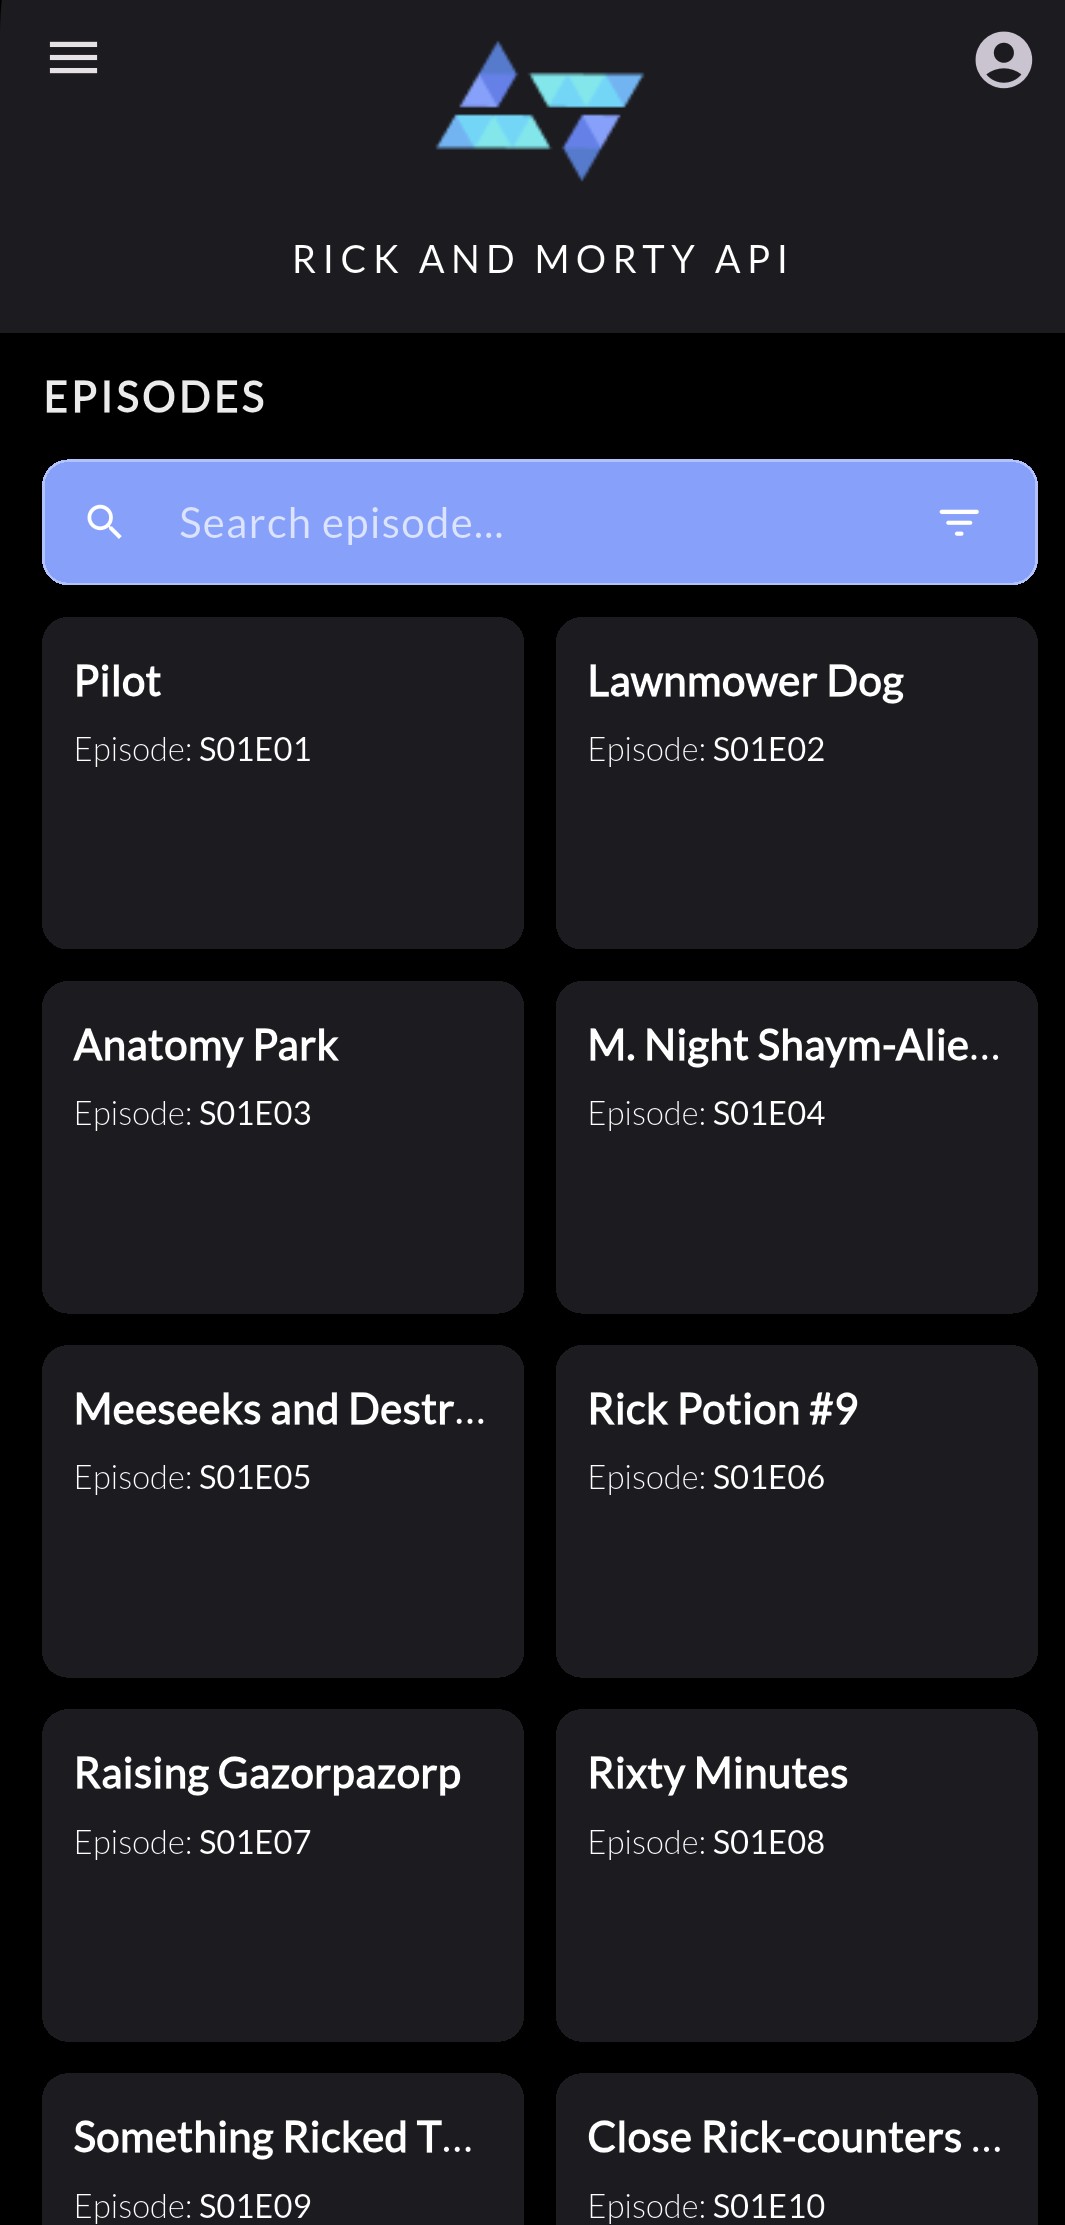 RICK AND MORTY API
EPISODES
Search episode...
Pilot
Episode: S01E01
Lawnmower Dog
Episode: S01E02
Anatomy Park
Episode: S01E03
M. Night Shaym-Alie...
Episode: S01E04
Meeseeks and Destr...
Episode: S01E05
Rick Potion #9
Episode: S01E06
Raising Gazorpazorp
Episode: S01E07
Rixty Minutes
Episode: S01E08
Something Ricked T...
Episode: S01E09
Close Rick-counters ...
Episode: S01E10